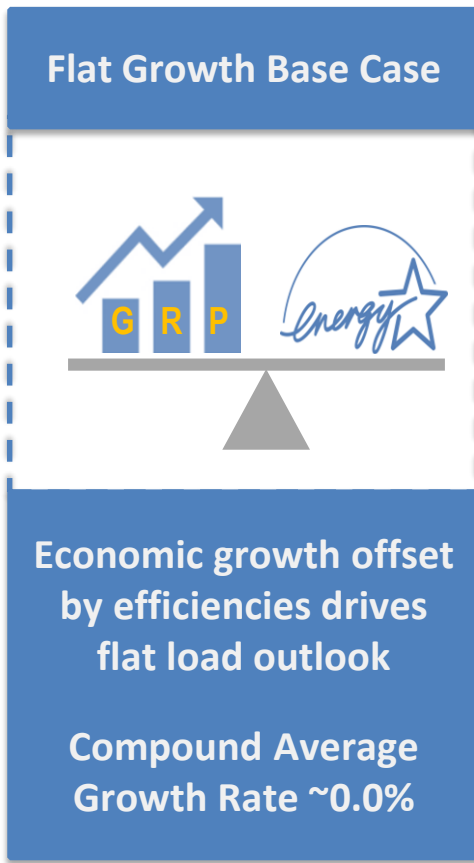 Flat Growth Base Case
G R P
energy
Economic growth offset
by efficiencies drives
flat load outlook
Compound Average
Growth Rate ~0.0%